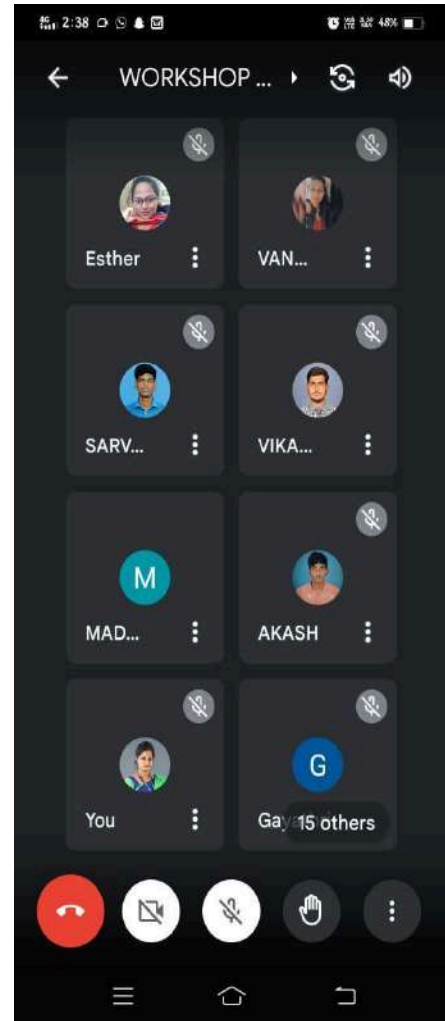 2:38 48%
WORKSHOP ...
Esther VAN...
SARV... VIKA...
M
MAD... AKASH
G
You Gay 15 others